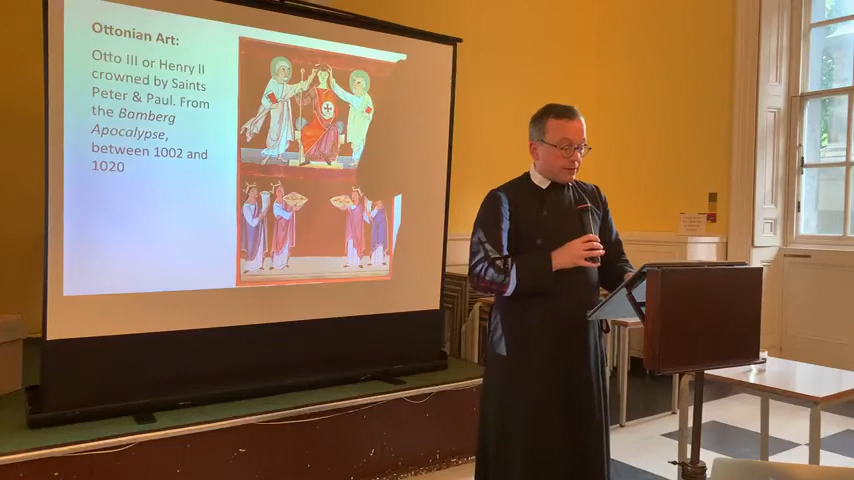 Ottonian Art:
Otto III or Henry II
crowned by Saints
Peter & Paul. From
the Bamberg
Apocalypse,
between 1002 and
1020